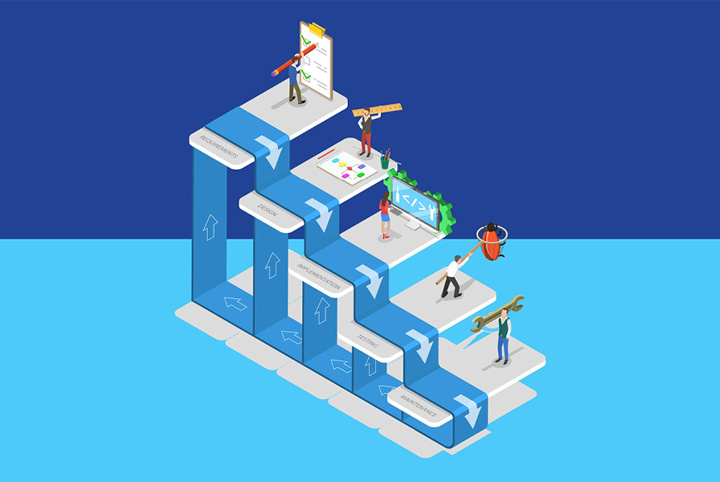 REQUIREMENTS
DESIGN
</>
IMPLEMENTATION
TESTING
MAINTENANCE